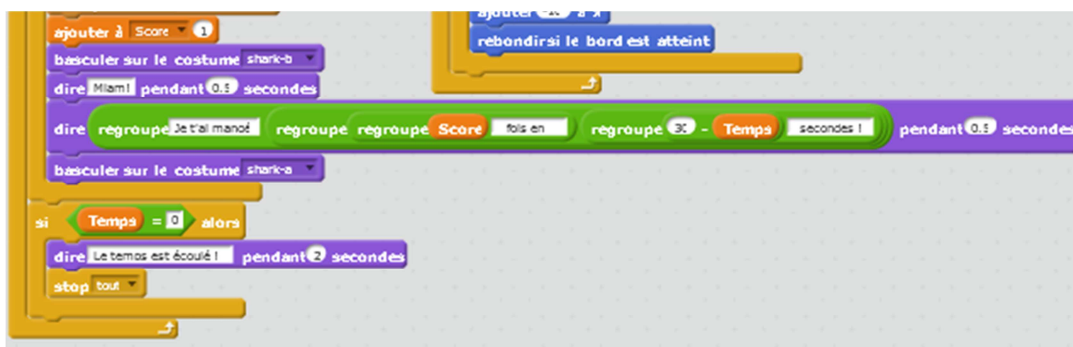 ajouter à Score 1
basculer sur le costume shark-b
dire Miam! pendant 0.5 secondes
dire regroupe Je t'ai mangé regroupe regroupe Score fois en regroupe 30 - Temps secondes ! pendant 0.5 secondes
basculer sur le costume shark-a
si Temps = 0 alors
dire Le temps est écoulé ! pendant 2 secondes
stop tout
ajouter à x
rebondir si le bord est atteint